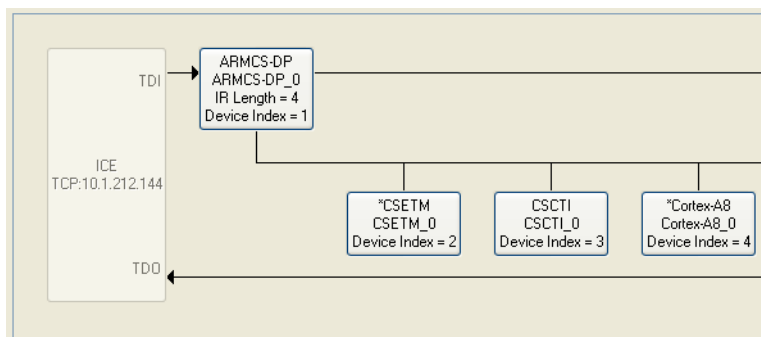 TDI
ARMCS-DP
ARMCS-DP_0
IR Length = 4
Device Index = 1
ICE
TCP:10.1.212.144
*CSETM
CSETM_0
Device Index = 2
CSCTI
CSCTI_0
Device Index = 3
*Cortex-A8
Cortex-A8_0
Device Index = 4
TDO